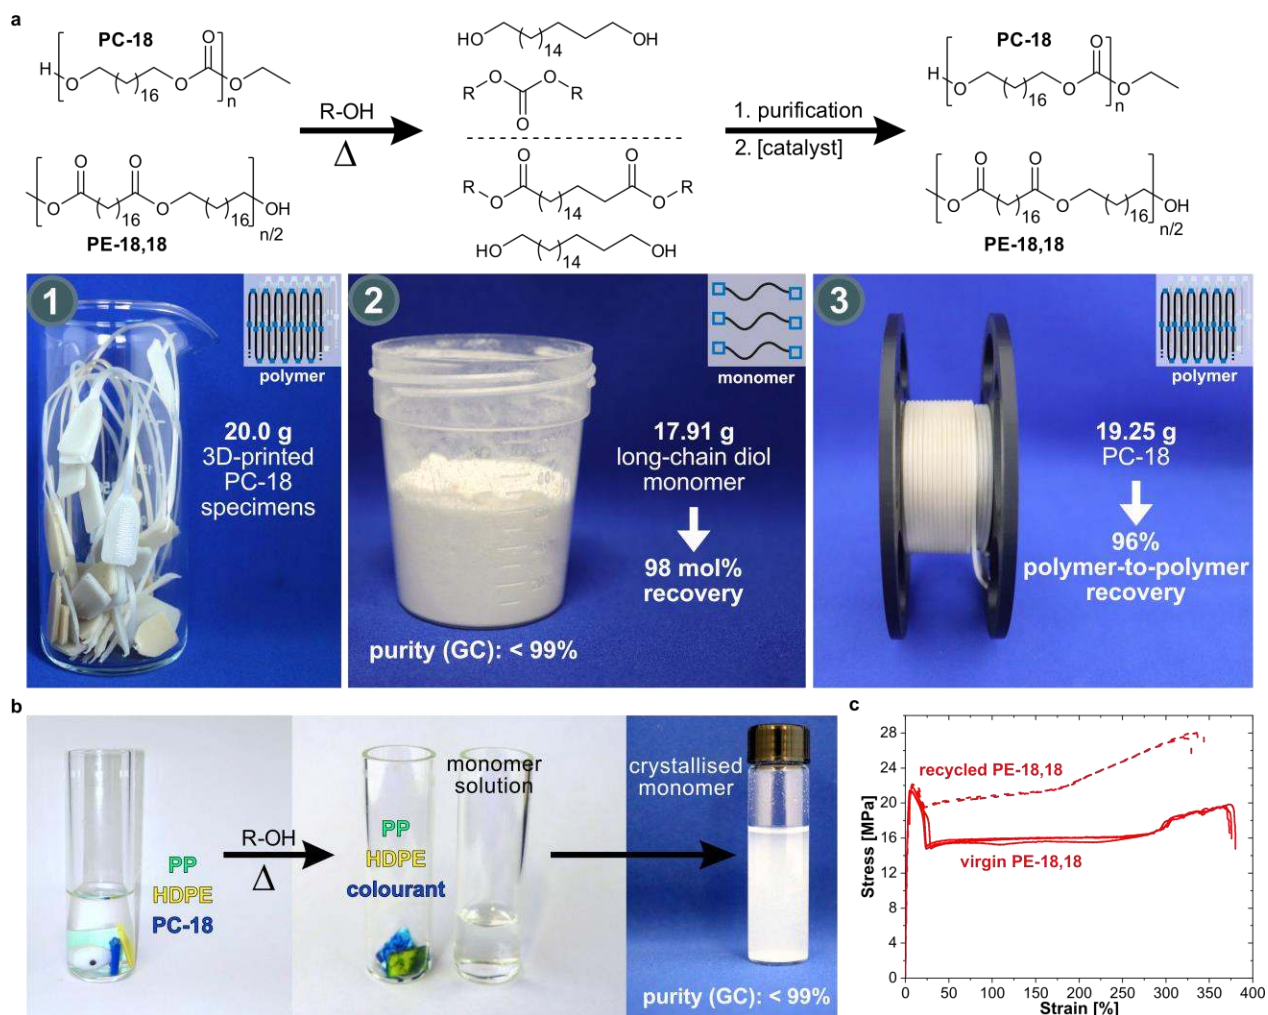 a
PC-18
H
O
16
O
O
O
n
O
O
O
16
O
16
OH
n/2
PE-18,18
R-OH
Δ
HO
14
OH
R
O
O
R
O
O
O
R
O
14
O
R
HO
14
OH
1. purification
2. [catalyst]
PC-18
H
O
16
O
O
O
n
O
O
O
16
O
16
OH
n/2
PE-18,18
1
polymer
20.0 g
3D-printed
PC-18
specimens
2
monomer
17.91 g
long-chain diol
monomer
98 mol%
recovery
purity (GC): < 99%
3
polymer
19.25 g
PC-18
96%
polymer-to-polymer
recovery
b
PP
HDPE
PC-18
R-OH
Δ
PP
HDPE
colourant
monomer
solution
crystallised
monomer
purity (GC): < 99%
c
Stress [MPa]
28
24
20
16
12
8
4
0
recycled PE-18,18
virgin PE-18,18
0 50 100 150 200 250 300 350 400
Strain [%]